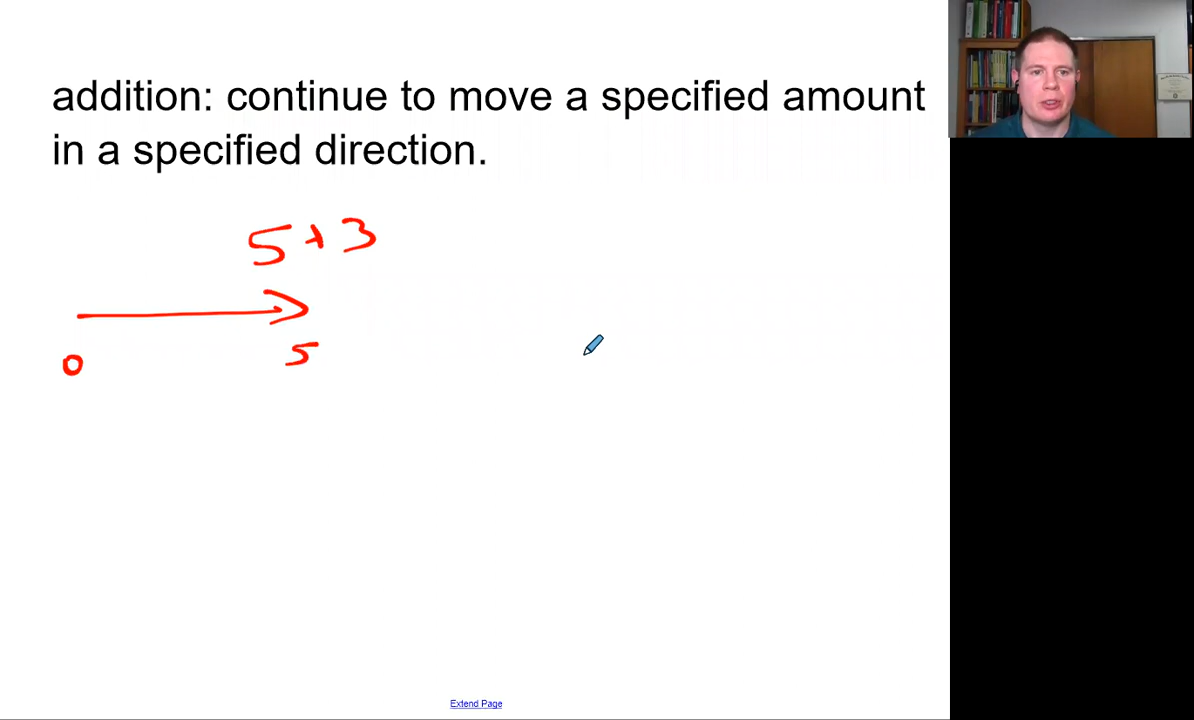 addition: continue to move a specified amount
in a specified direction.
5+3
0 5
Extend Page